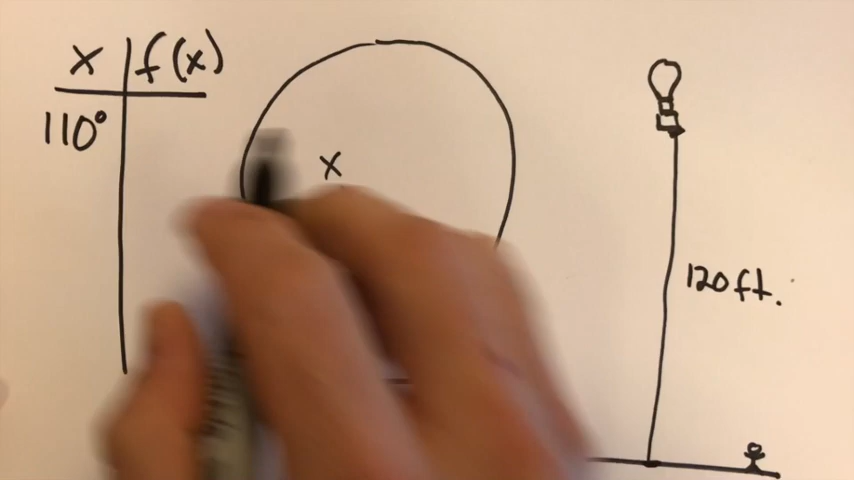 x f(x)
110°
x
120 ft.